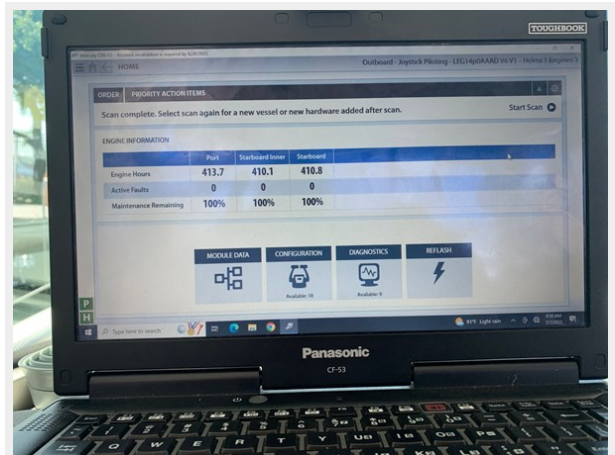 TOUGHBOOK
HOME
Outboard - Joystick Piloting -
ORDER PRIORITY ACTION ITEMS
Scan complete. Select scan again for a new vessel or new hardware added after scan.
Start Scan
ENGINE INFORMATION
Port Starboard Inner Starboard
Engine Hours 413.7 410.1 410.8
Active Faults 0 0 0
Maintenance Remaining 100% 100% 100%
MODULE DATA CONFIGURATION DIAGNOSTICS REFLASH
Available: 18 Available: 9
P
H
Type here to search
Light rain
Panasonic
CF-53
Q W E R T Y U I O P